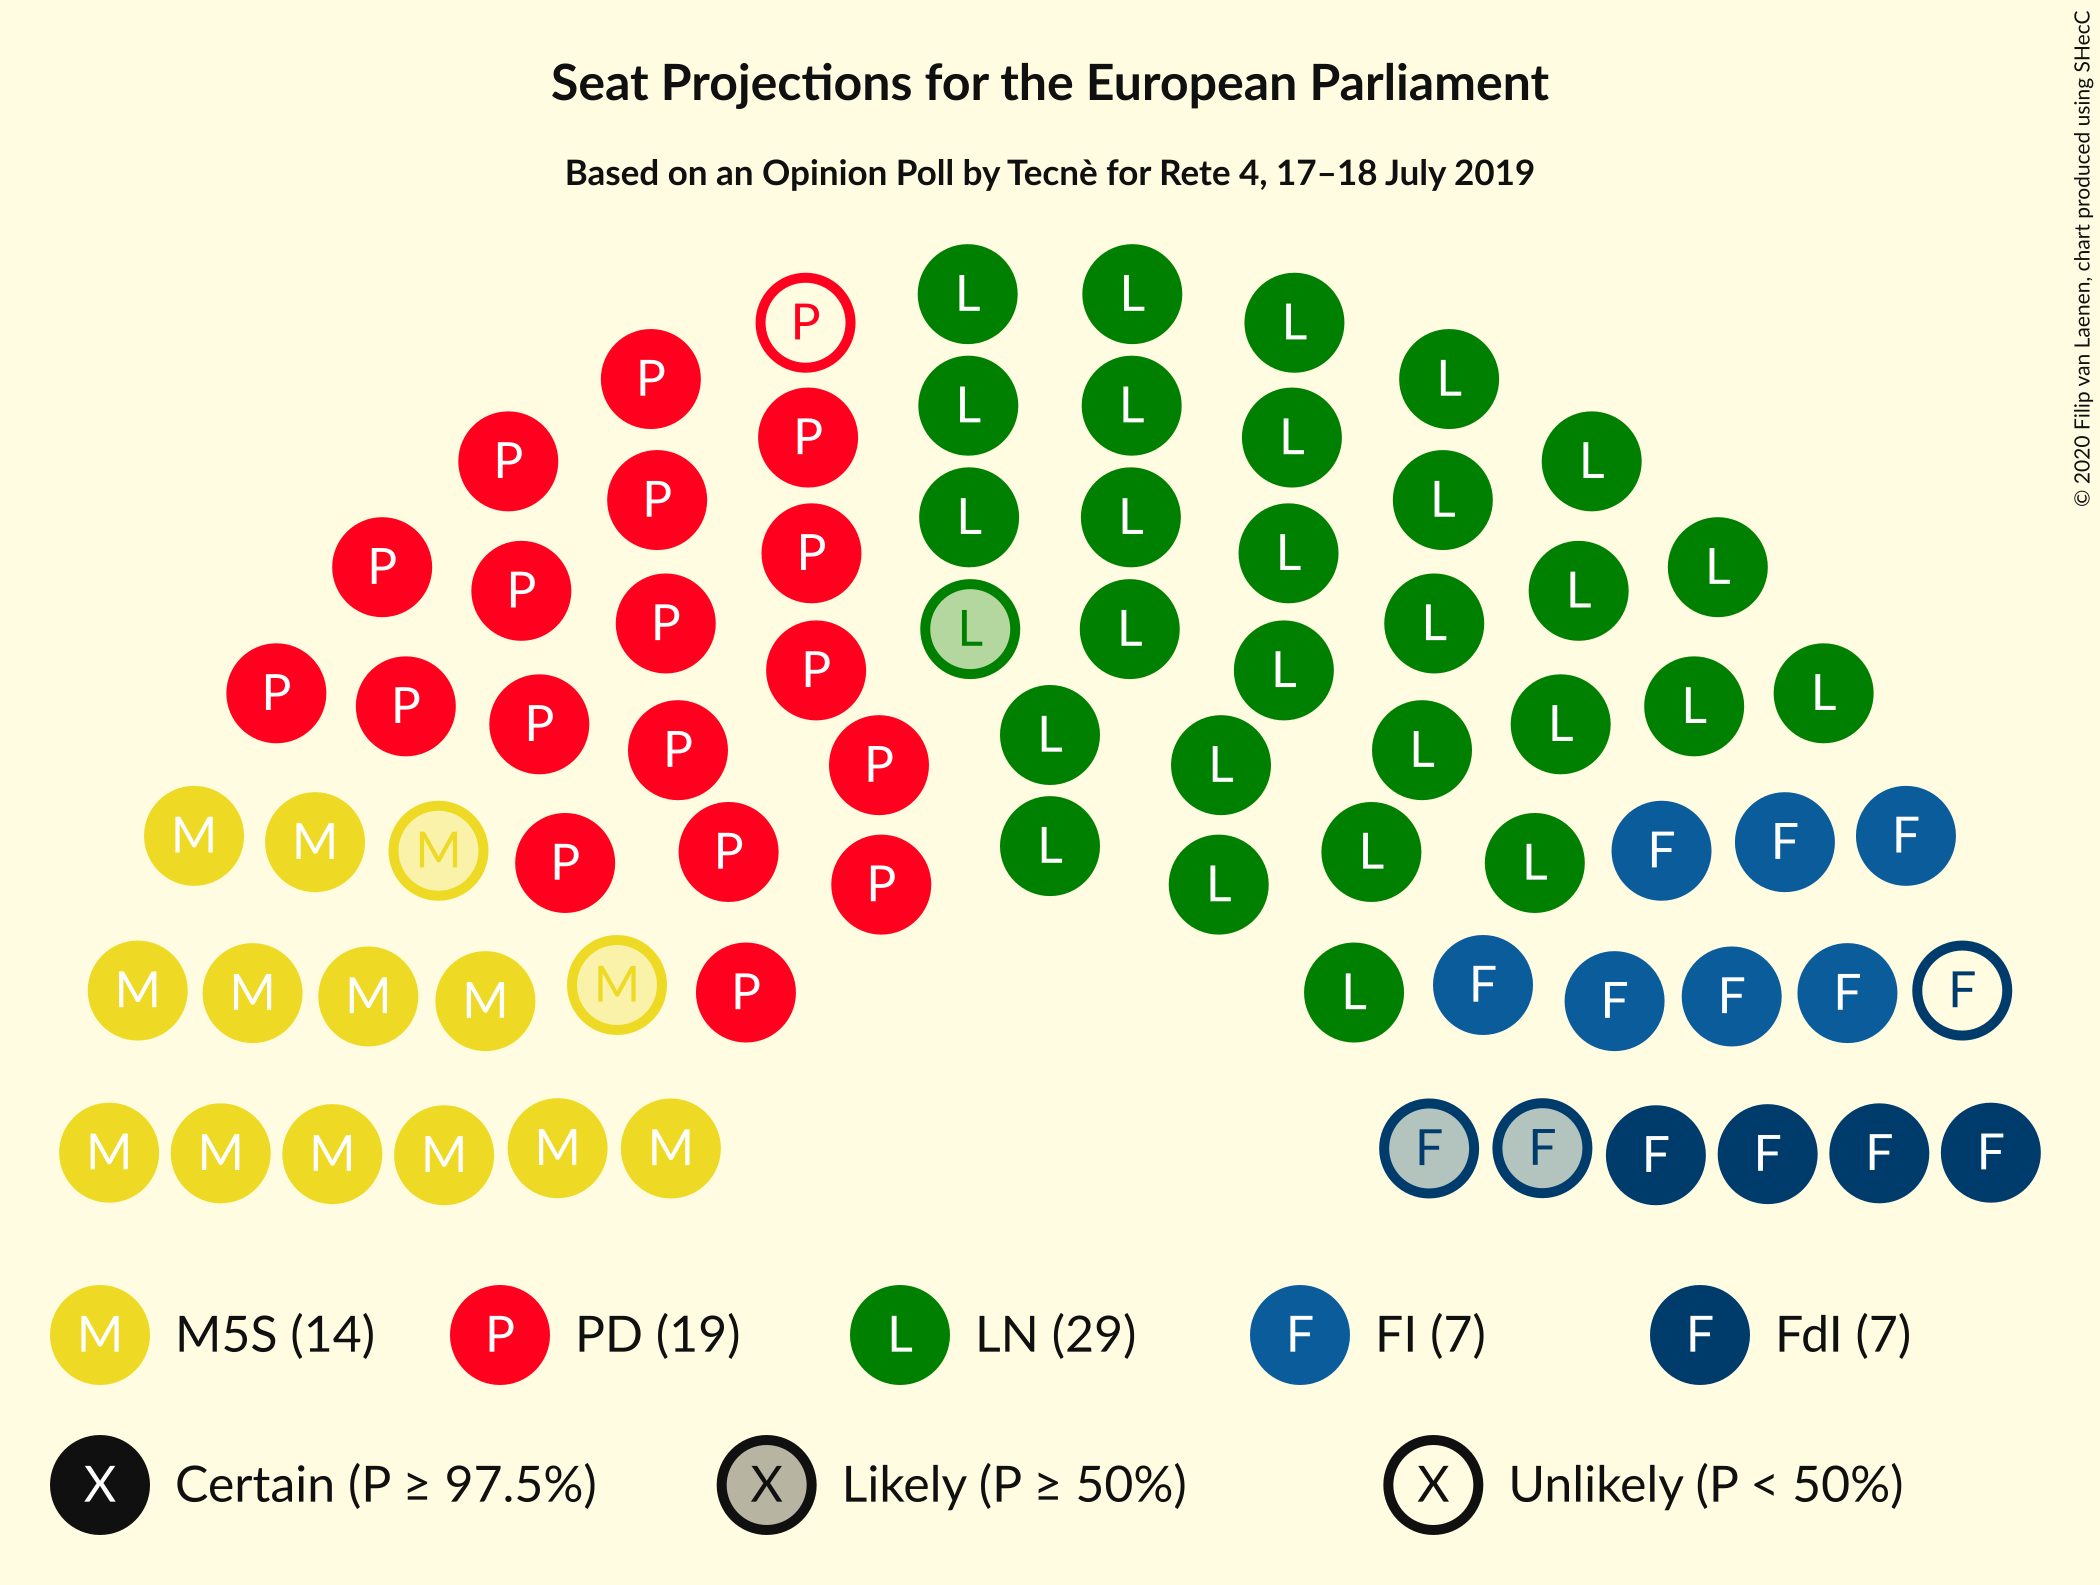 Seat Projections for the European Parliament
Based on an Opinion Poll by Tecnè for Rete 4, 17–18 July 2019
© 2020 Filip van Laenen, chart produced using SHecC
L L
P L
P L
L L
P L
P L
P L
L L
P L
P L
P L
P L
L L
P L
P L
P L
P L
L
P L
P L
M M M P P L L L F F F
P L
M M M M M P L F F F F F
M M M M M M F F F F F F
M M5S (14) P PD (19) L LN (29) F FI (7) F FdI (7)
X Certain (P ≥ 97.5%) X Likely (P ≥ 50%) X Unlikely (P < 50%)